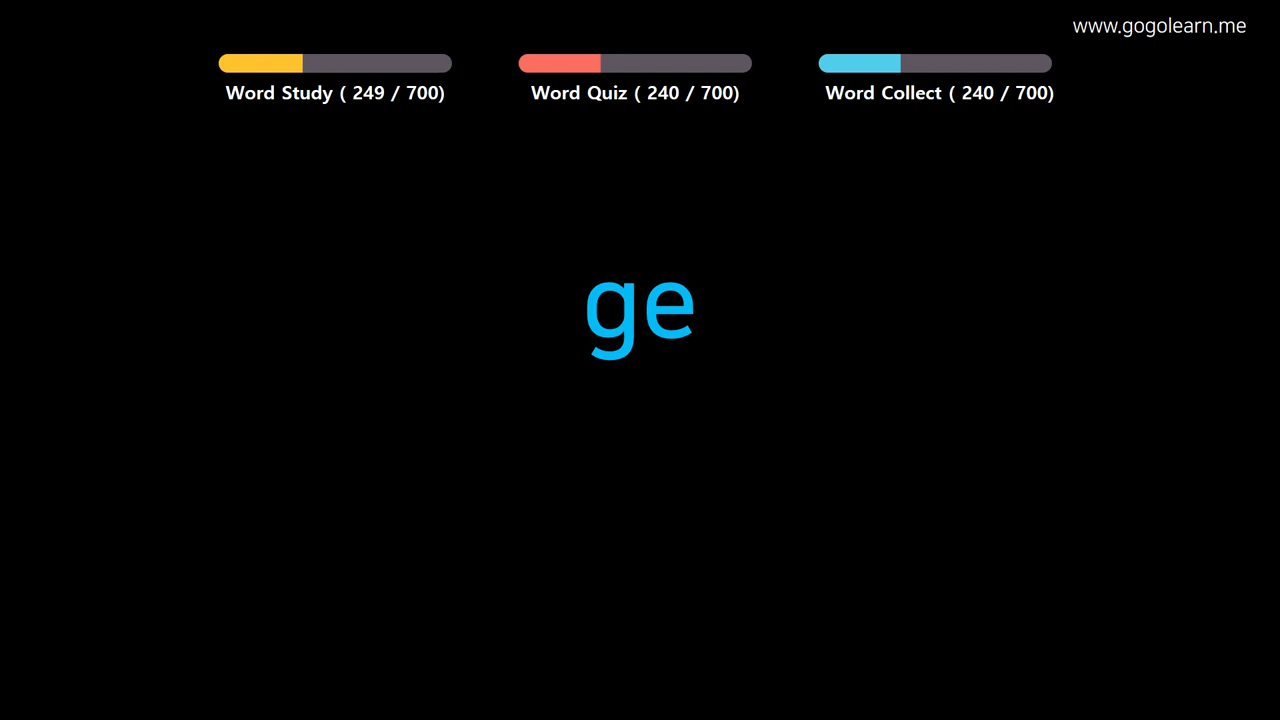 www.gogolearn.me
Word Study ( 249 / 700)
Word Quiz ( 240 / 700)
Word Collect ( 240 / 700)
ge